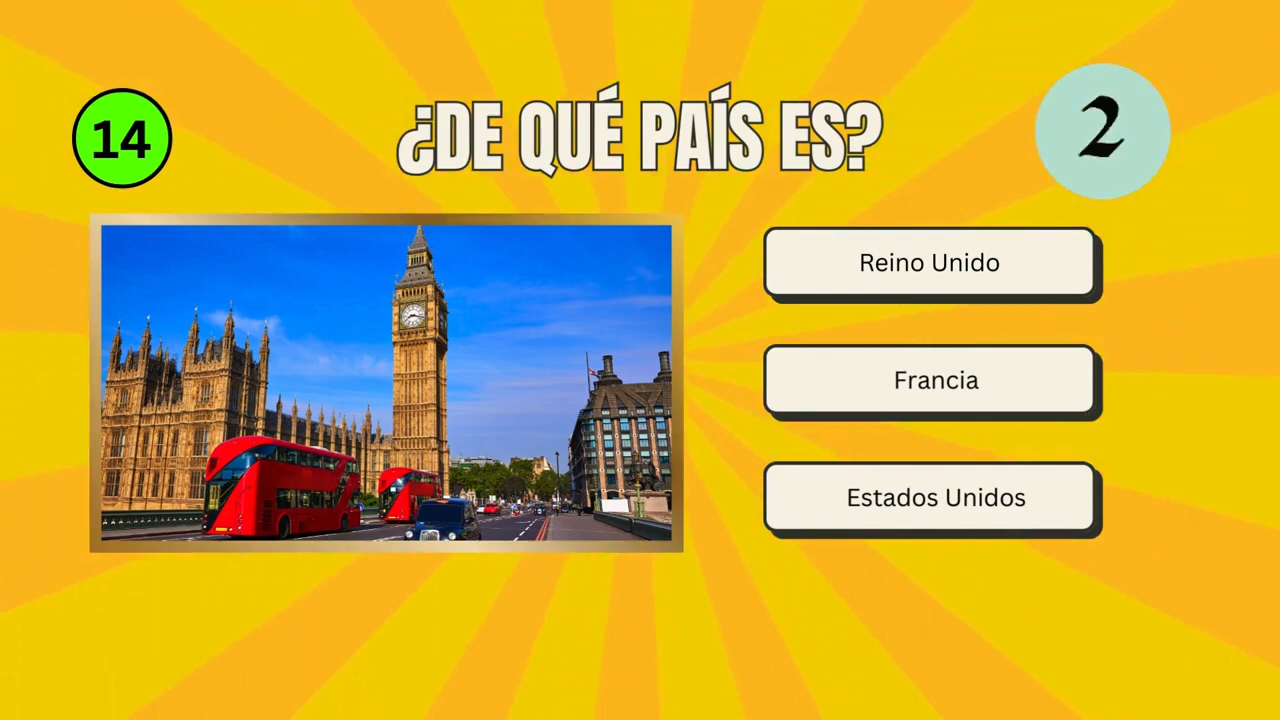 14
¿DE QUÉ PAÍS ES?
2
Reino Unido
Francia
Estados Unidos